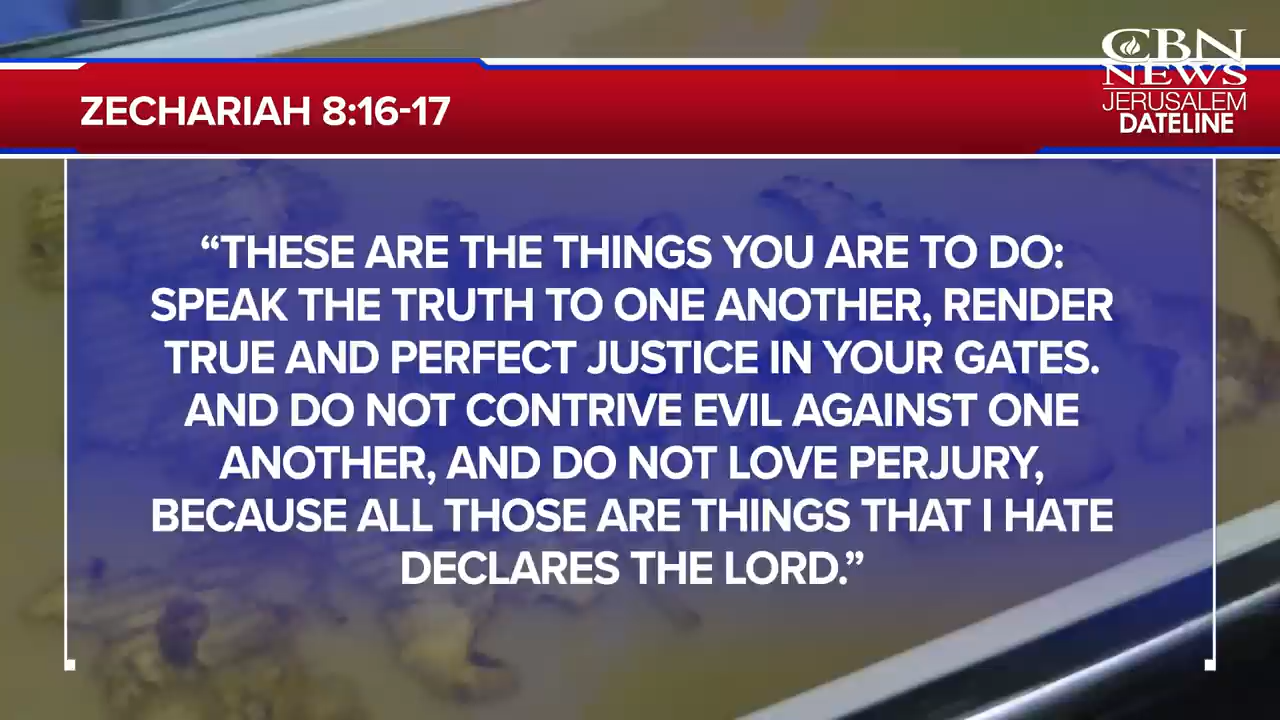 CBN
NEWS
JERUSALEM
DATELINE
ZECHARIAH 8:16-17
“THESE ARE THE THINGS YOU ARE TO DO:
SPEAK THE TRUTH TO ONE ANOTHER, RENDER
TRUE AND PERFECT JUSTICE IN YOUR GATES.
AND DO NOT CONTRIVE EVIL AGAINST ONE
ANOTHER, AND DO NOT LOVE PERJURY,
BECAUSE ALL THOSE ARE THINGS THAT I HATE
DECLARES THE LORD.”